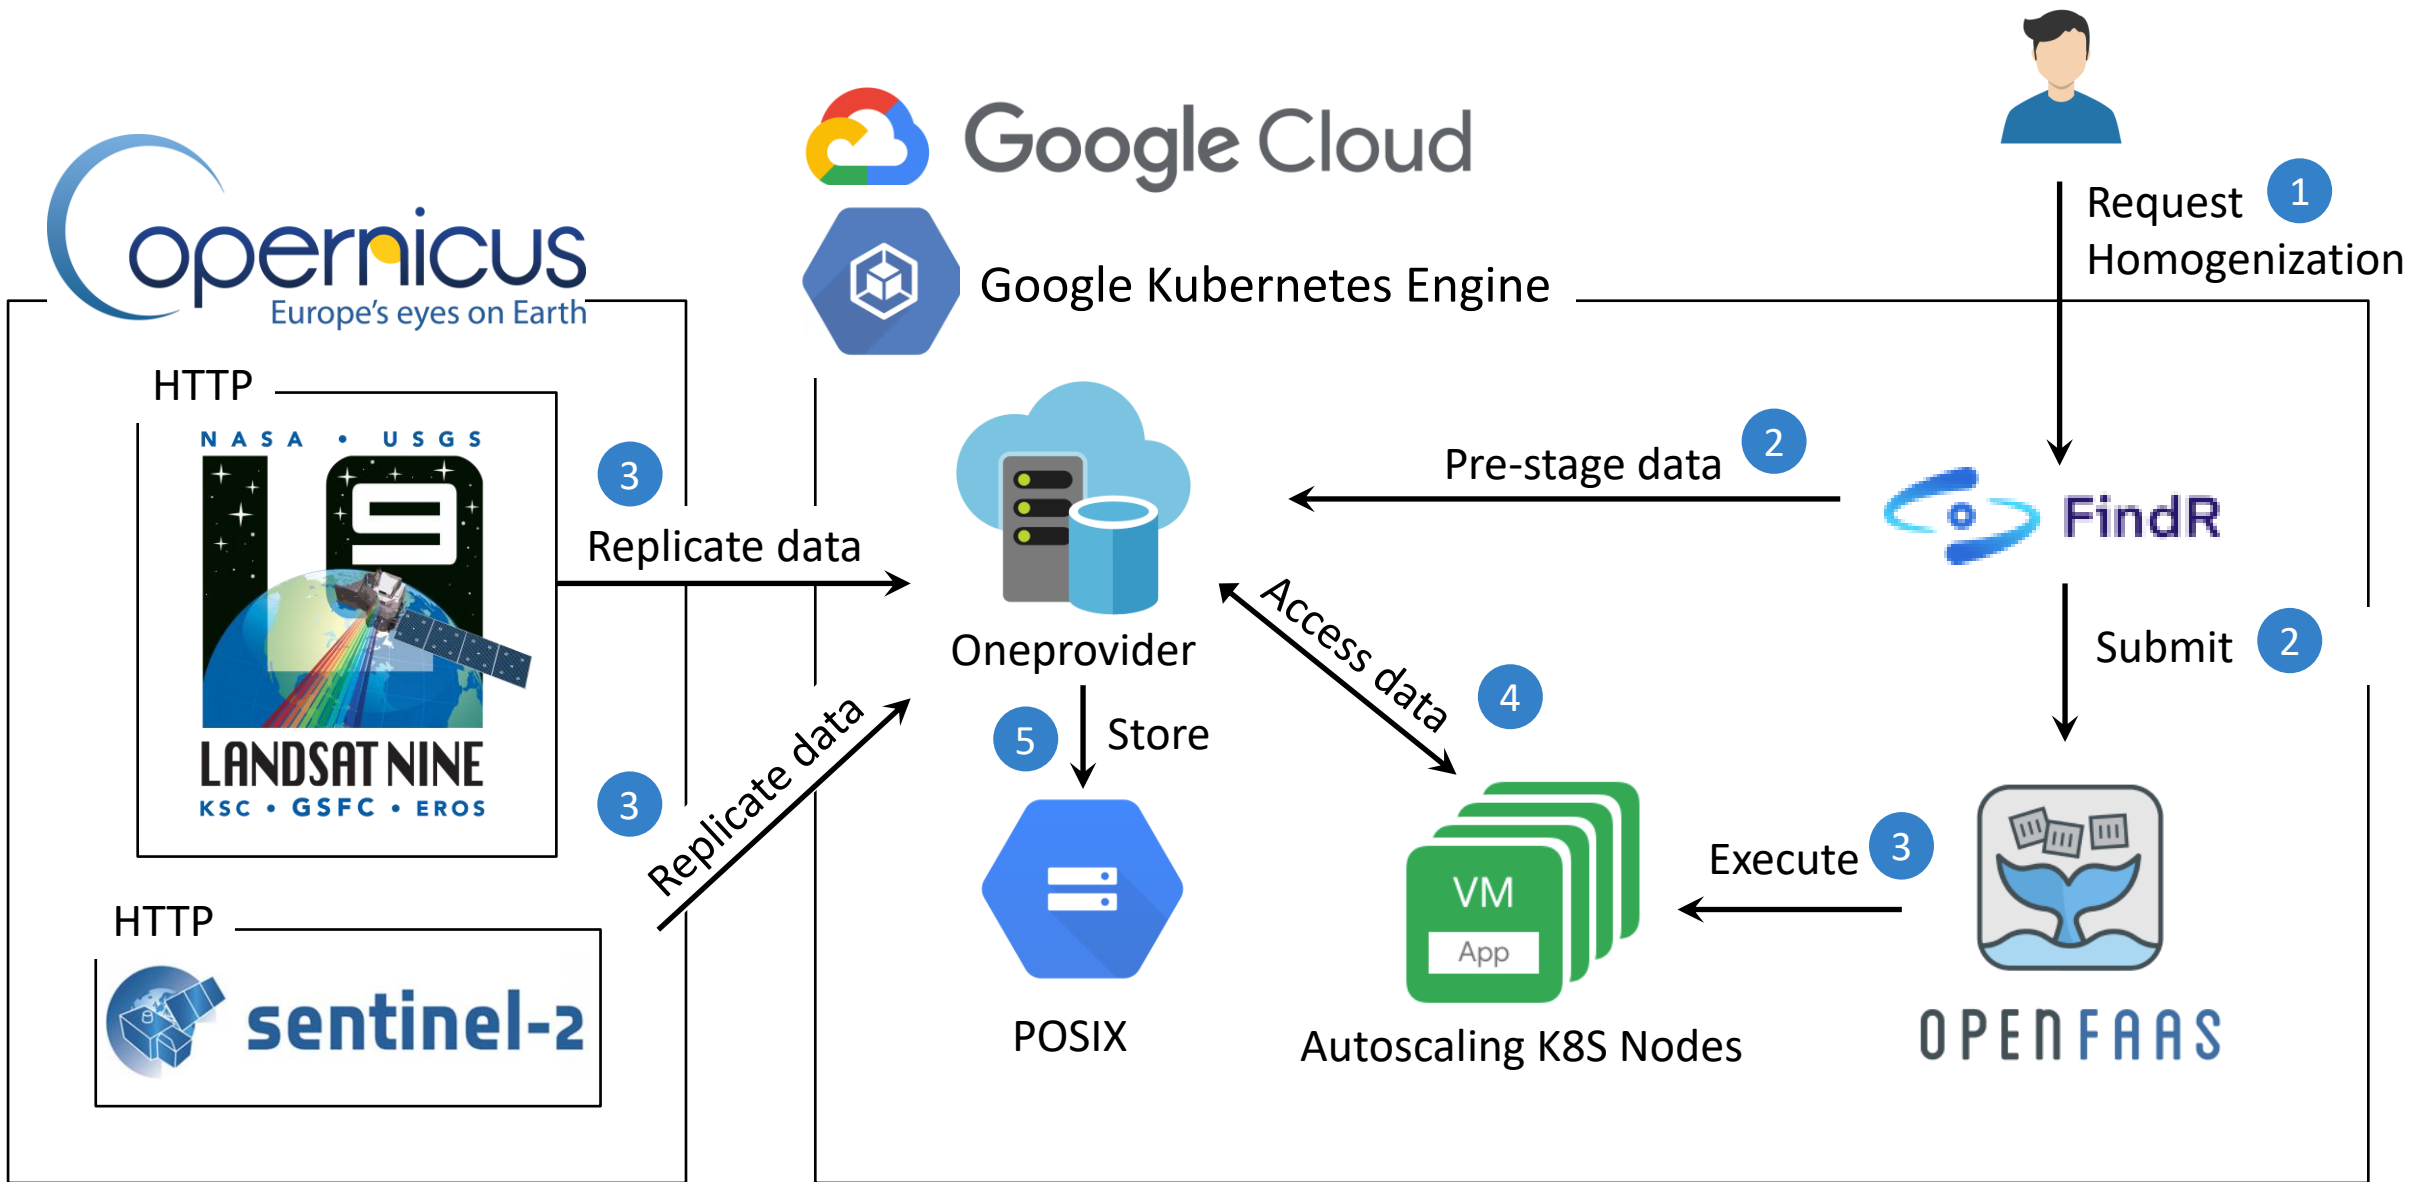 Google Cloud
Google Kubernetes Engine
Copernicus
Europe's eyes on Earth
Request
Homogenization
1
HTTP
NASA • USGS
L9
LANDSAT NINE
KSC • GSFC • EROS
3
Replicate data
3
Replicate data
HTTP
sentinel-2
Oneprovider
Pre-stage data
2
FindR
Submit
2
Access data
4
5
Store
POSIX
VM
App
Autoscaling K8S Nodes
Execute
3
OPENFAAS